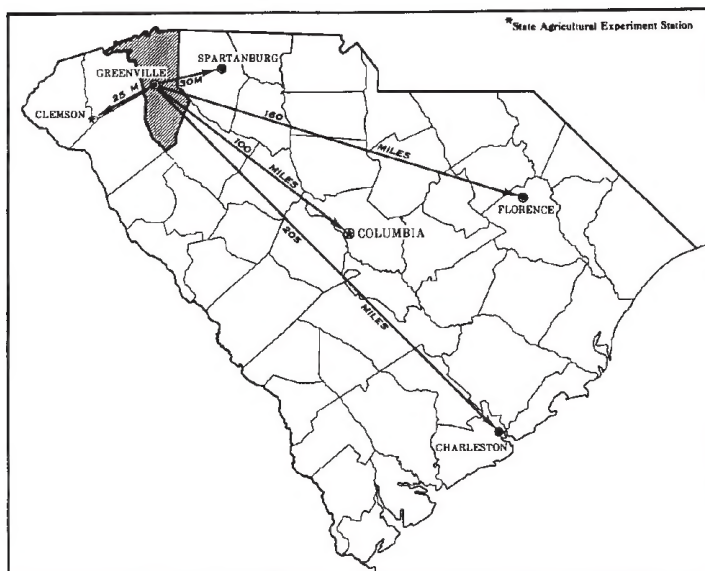 *State Agricultural Experiment Station
SPARTANBURG
GREENVILLE
30M
25 M
CLEMSON*
160
MILES
100
MILES
FLORENCE
COLUMBIA
205
MILES
CHARLESTON